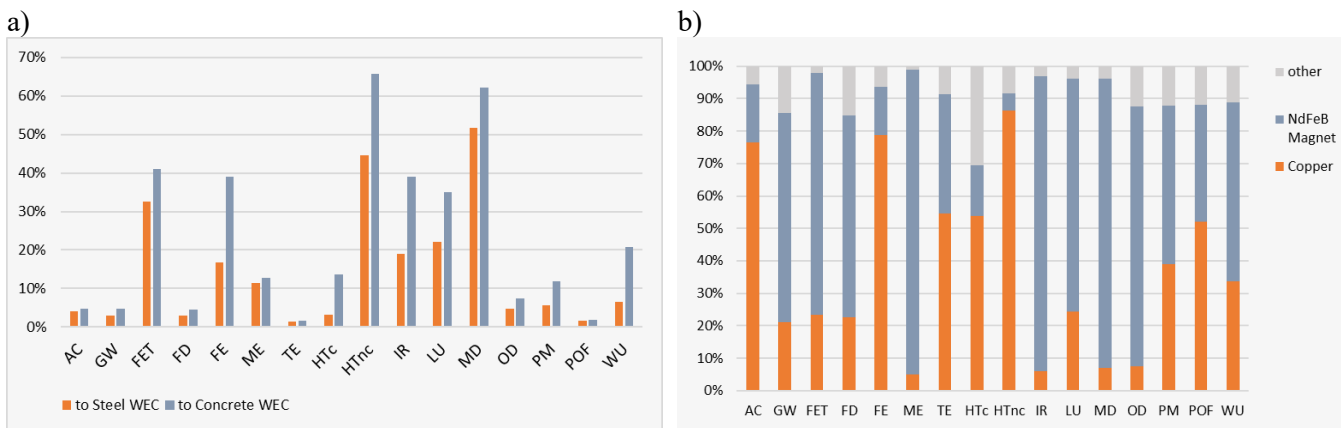 a)
70%
60%
50%
40%
30%
20%
10%
0%
AC GW FET FD FE ME TE HTc HTnc IR LU MD OD PM POF WU
to Steel WEC to Concrete WEC
b)
100%
90%
80%
70%
60%
50%
40%
30%
20%
10%
0%
AC GW FET FD FE ME TE HTc HTnc IR LU MD OD PM POF WU
other
NdFeB
Magnet
Copper